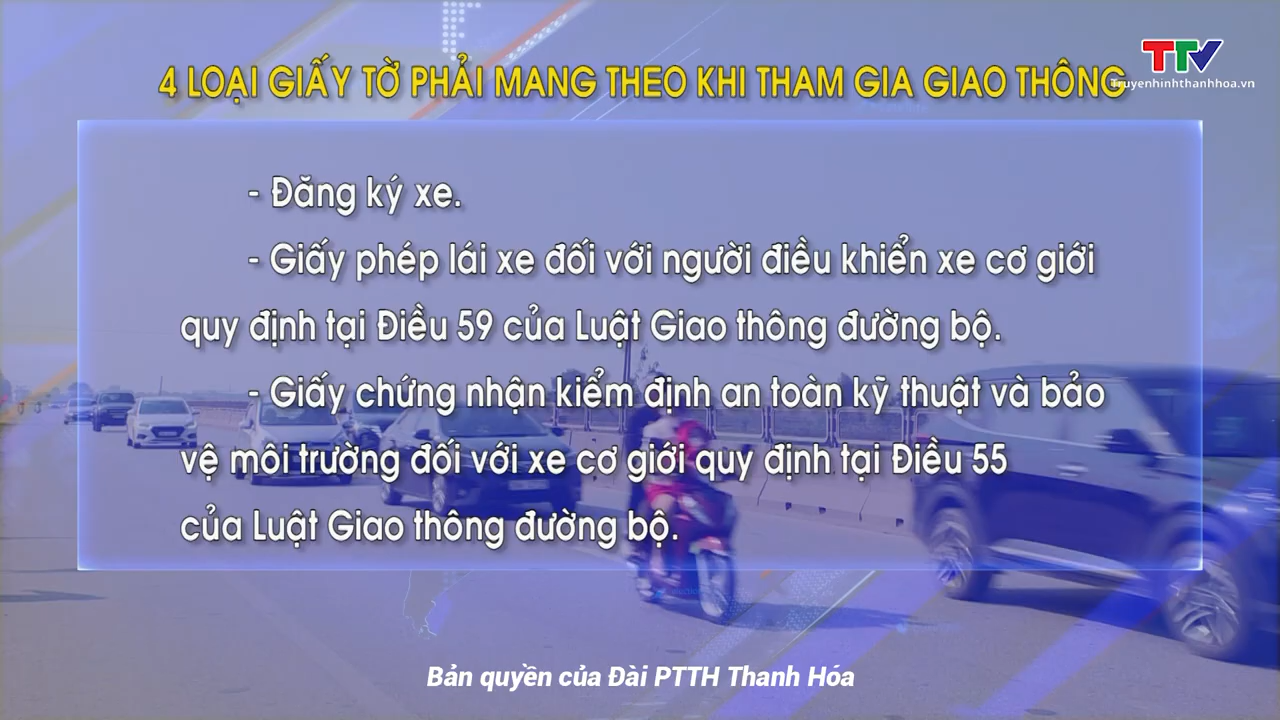 TTV
Truyenhinhthanhhoa.vn
4 LOẠI GIẤY TỜ PHẢI MANG THEO KHI THAM GIA GIAO THÔNG
- Đăng ký xe.
- Giấy phép lái xe đối với người điều khiển xe cơ giới
quy định tại Điều 59 của Luật Giao thông đường bộ.
- Giấy chứng nhận kiểm định an toàn kỹ thuật và bảo
vệ môi trường đối với xe cơ giới quy định tại Điều 55
của Luật Giao thông đường bộ.
Bản quyền của Đài PTTH Thanh Hóa